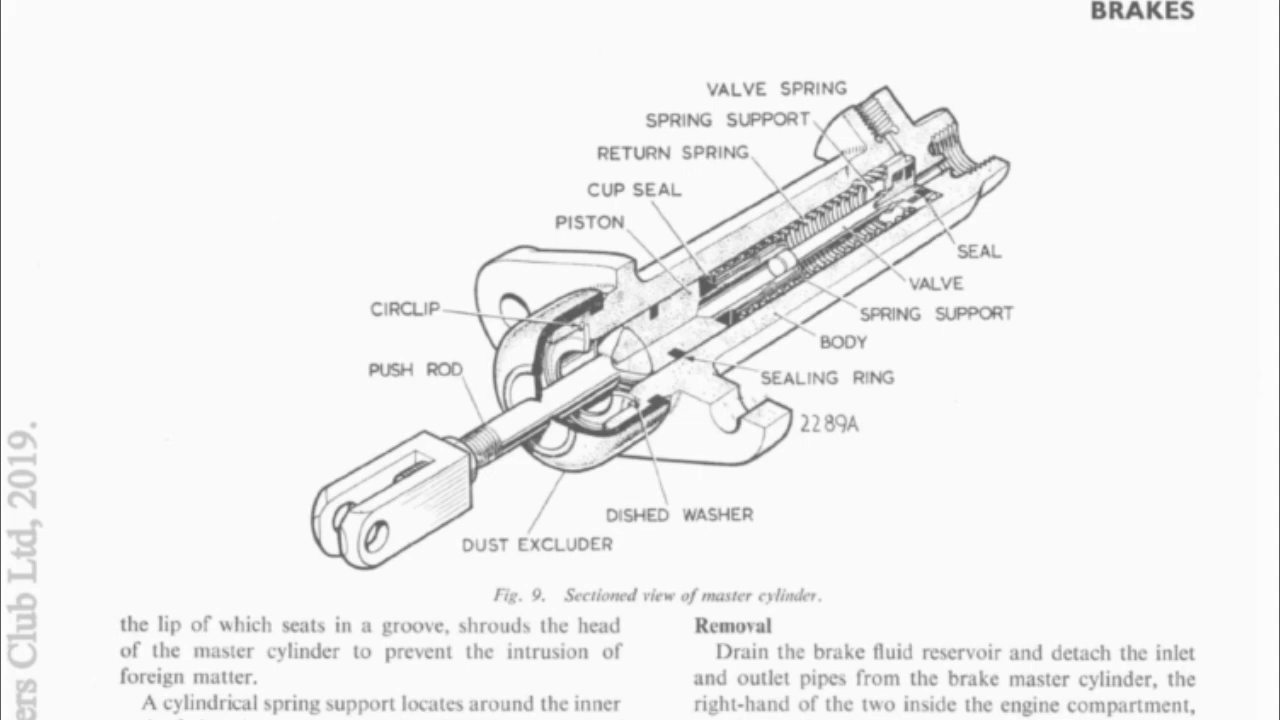 BRAKES
VALVE SPRING
SPRING SUPPORT
RETURN SPRING
CUP SEAL
PISTON
SEAL
VALVE
CIRCLIP
SPRING SUPPORT
BODY
PUSH ROD
SEALING RING
2289A
DISHED WASHER
DUST EXCLUDER
Fig. 9. Sectioned view of master cylinder.
the lip of which seats in a groove, shrouds the head
of the master cylinder to prevent the intrusion of
foreign matter.
A cylindrical spring support locates around the inner
Removal
Drain the brake fluid reservoir and detach the inlet
and outlet pipes from the brake master cylinder, the
right-hand of the two inside the engine compartment,
ers Club Ltd, 2019.